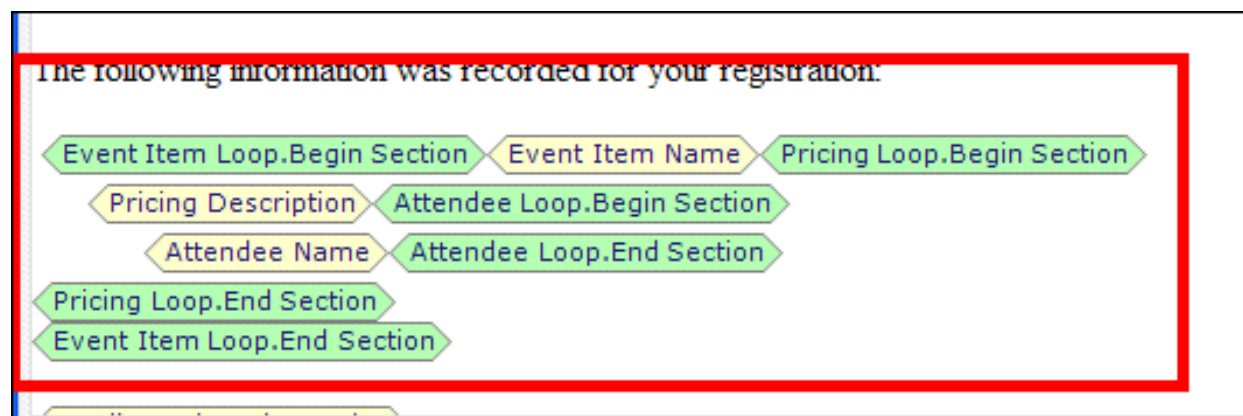 The following information was recorded for your registration:
Event Item Loop.Begin Section Event Item Name Pricing Loop.Begin Section
Pricing Description Attendee Loop.Begin Section
Attendee Name Attendee Loop.End Section
Pricing Loop.End Section
Event Item Loop.End Section